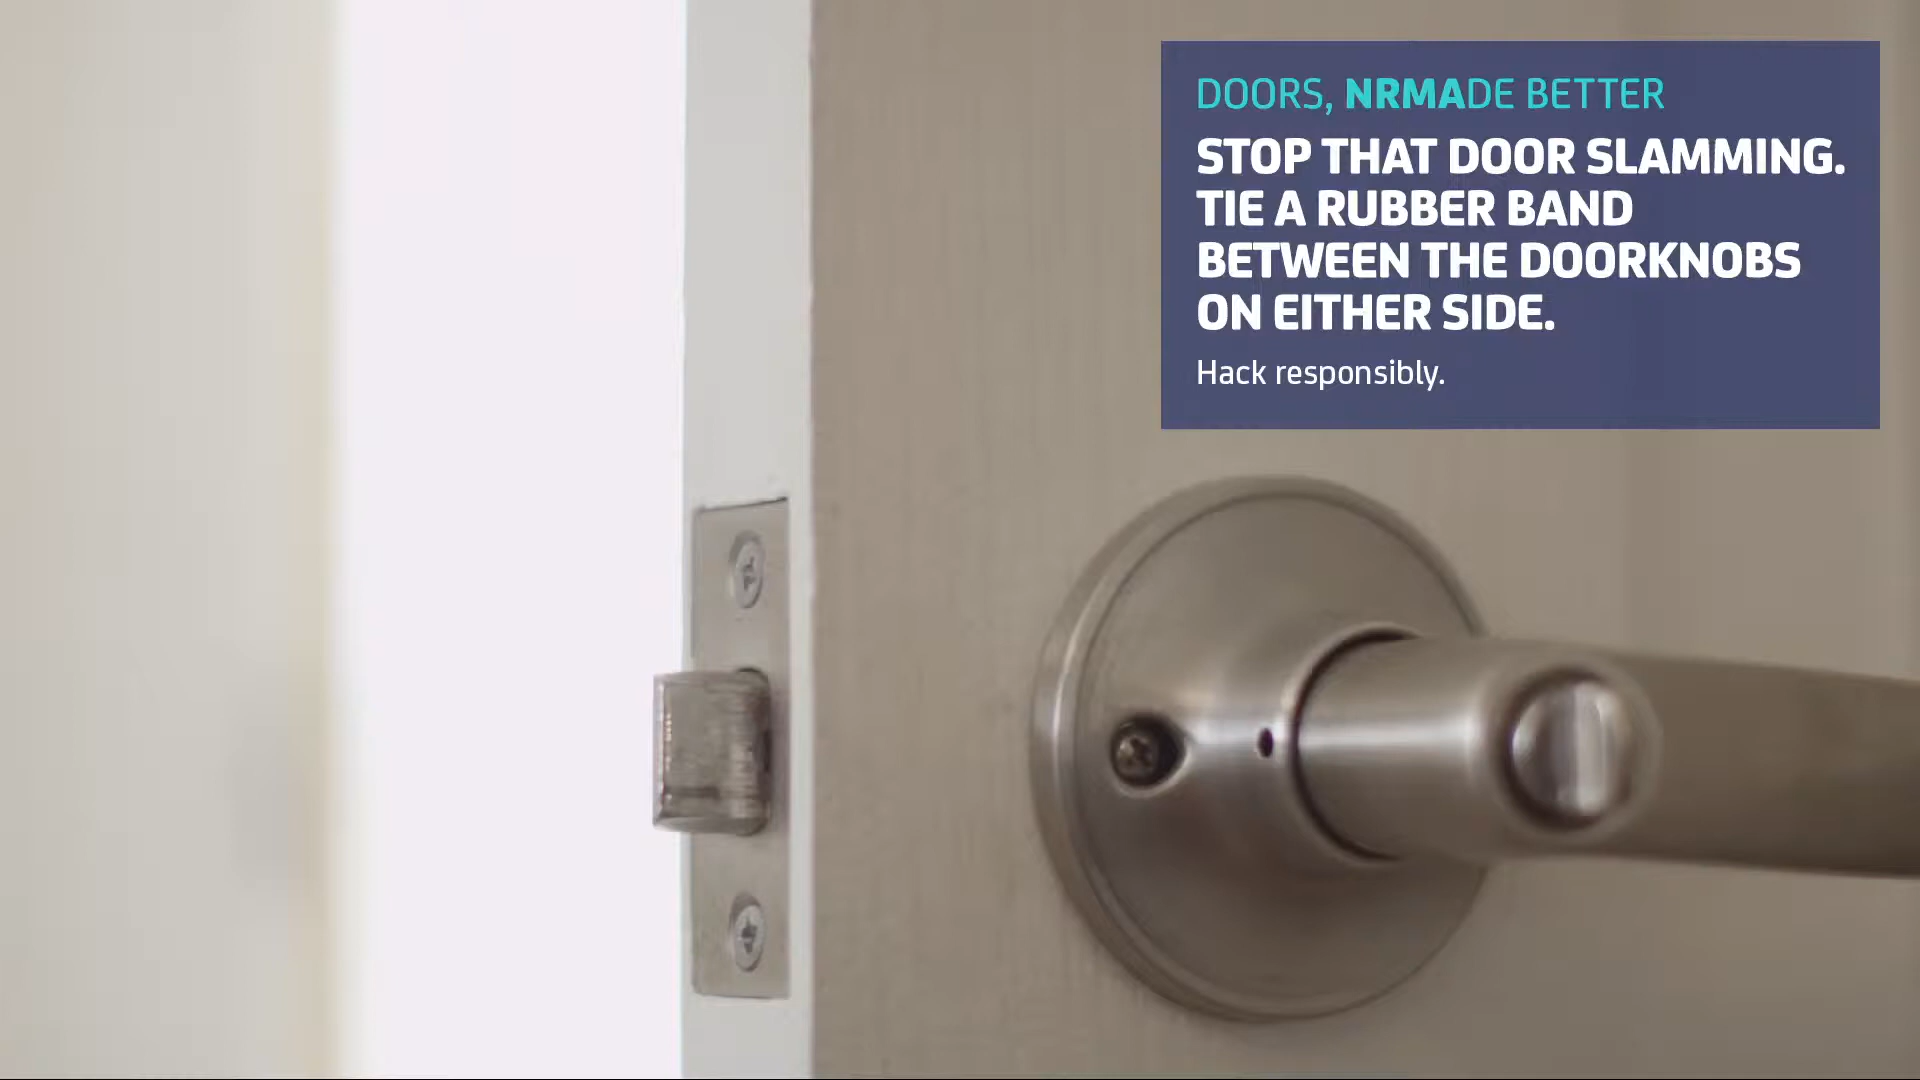 DOORS, NRMADE BETTER
STOP THAT DOOR SLAMMING.
TIE A RUBBER BAND
BETWEEN THE DOORKNOBS
ON EITHER SIDE.
Hack responsibly.